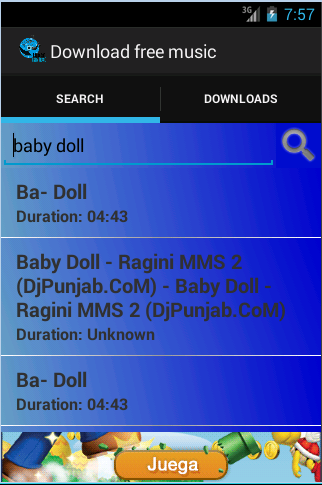 3G 7:57
Download free music
SEARCH DOWNLOADS
baby doll
Ba- Doll
Duration: 04:43
Baby Doll - Ragini MMS 2
(DjPunjab.CoM) - Baby Doll -
Ragini MMS 2 (DjPunjab.CoM)
Duration: Unknown
Ba- Doll
Duration: 04:43
Juega